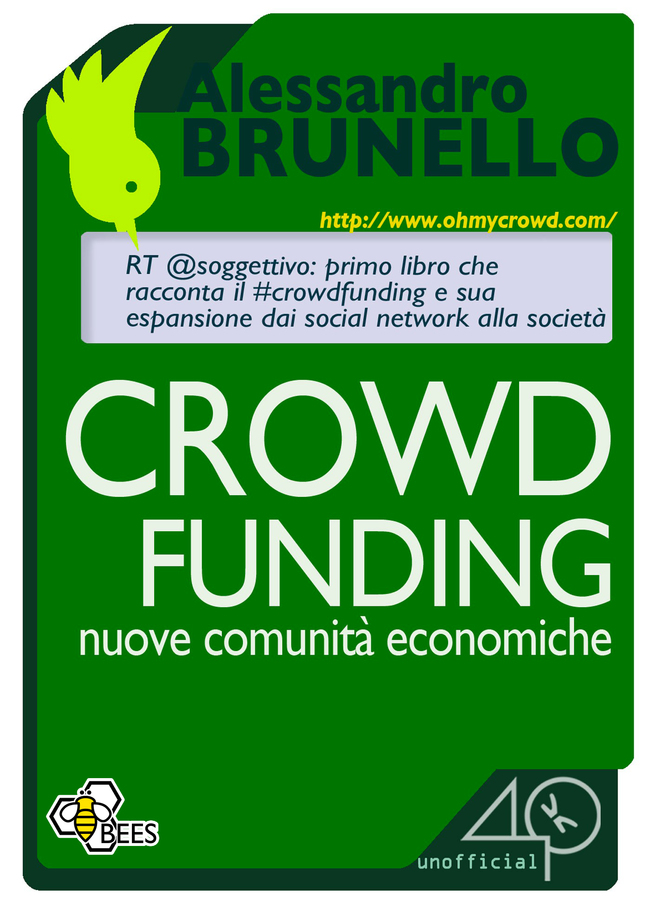 Alessandro
BRUNELLO
http://www.ohmycrowd.com/
RT @soggettivo: primo libro che
racconta il #crowdfunding e sua
espansione dai social network alla società
CROWD
FUNDING
nuove comunità economiche
BEES
unofficial